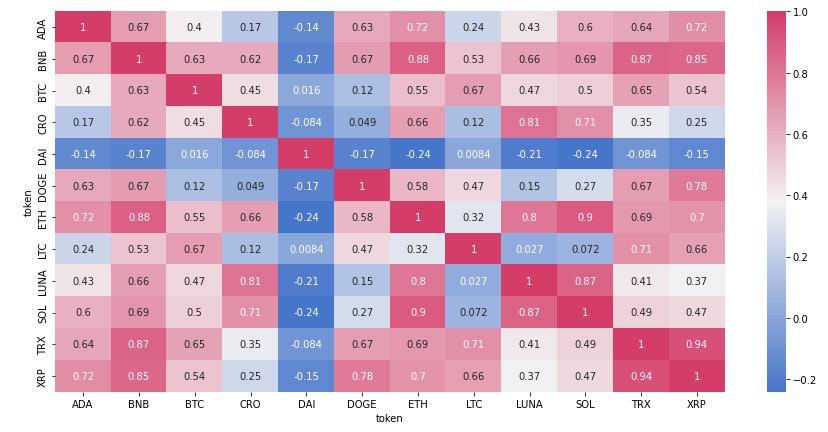 ADA 1 0.67 0.4 0.17 -0.14 0.63 0.72 0.24 0.43 0.6 0.64 0.72
BNB 0.67 1 0.63 0.62 -0.17 0.67 0.88 0.53 0.66 0.69 0.87 0.85
BTC 0.4 0.63 1 0.45 0.016 0.12 0.55 0.67 0.47 0.5 0.65 0.54
CRO 0.17 0.62 0.45 1 -0.084 0.049 0.66 0.12 0.81 0.71 0.35 0.25
DAI -0.14 -0.17 0.016 -0.084 1 -0.17 -0.24 0.0084 -0.21 -0.24 -0.084 -0.15
DOGE 0.63 0.67 0.12 0.049 -0.17 1 0.58 0.47 0.15 0.27 0.67 0.78
token
ETH 0.72 0.88 0.55 0.66 -0.24 0.58 1 0.32 0.8 0.9 0.69 0.7
LTC 0.24 0.53 0.67 0.12 0.0084 0.47 0.32 1 0.027 0.072 0.71 0.66
LUNA 0.43 0.66 0.47 0.81 -0.21 0.15 0.8 0.027 1 0.87 0.41 0.37
SOL 0.6 0.69 0.5 0.71 -0.24 0.27 0.9 0.072 0.87 1 0.49 0.47
TRX 0.64 0.87 0.65 0.35 -0.084 0.67 0.69 0.71 0.41 0.49 1 0.94
XRP 0.72 0.85 0.54 0.25 -0.15 0.78 0.7 0.66 0.37 0.47 0.94 1
ADA BNB BTC CRO DAI DOGE ETH LTC LUNA SOL TRX XRP
token
1.0
0.8
0.6
0.4
0.2
0.0
−0.2